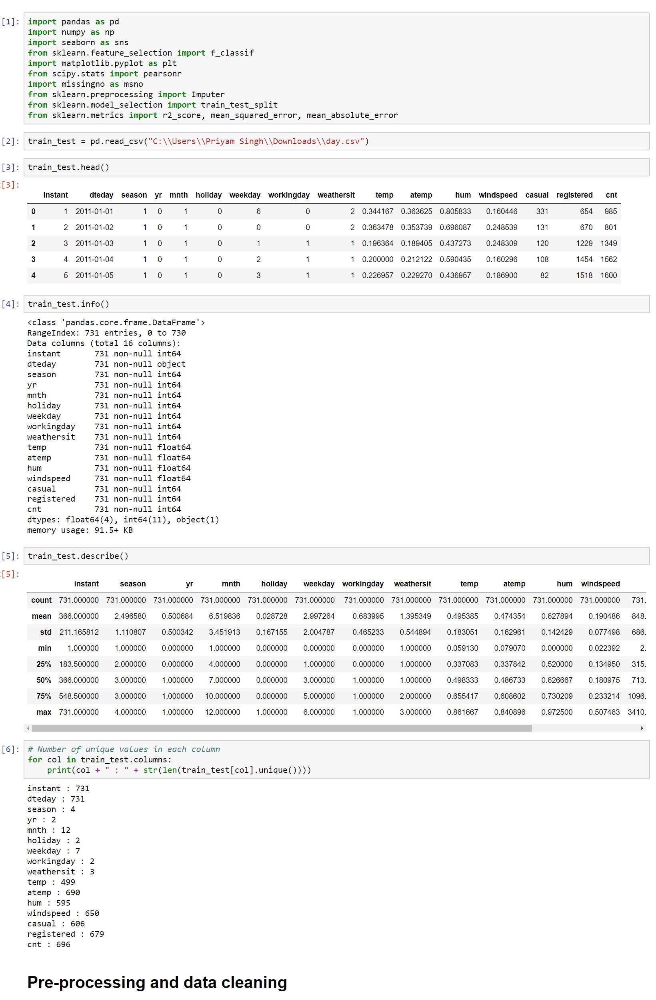 [1]: import pandas as pd
import numpy as np
import seaborn as sns
from sklearn.feature_selection import f_classif
import matplotlib.pyplot as plt
from scipy.stats import pearsonr
import missingno as msno
from sklearn.preprocessing import Imputer
from sklearn.model_selection import train_test_split
from sklearn.metrics import r2_score, mean_squared_error, mean_absolute_error
[2]: train_test = pd.read_csv("C:\\Users\\Priyam Singh\\Downloads\\day.csv")
[3]: train_test.head()
:[3]:
instant dteday season yr mnth holiday weekday workingday weathersit temp atemp hum windspeed casual registered cnt
0 1 2011-01-01 1 0 1 0 6 0 2 0.344167 0.363625 0.805833 0.160446 331 654 985
1 2 2011-01-02 1 0 1 0 0 0 2 0.363478 0.353739 0.696087 0.248539 131 670 801
2 3 2011-01-03 1 0 1 0 1 1 1 0.196364 0.189405 0.437273 0.248309 120 1229 1349
3 4 2011-01-04 1 0 1 0 2 1 1 0.200000 0.212122 0.590435 0.160296 108 1454 1562
4 5 2011-01-05 1 0 1 0 3 1 1 0.226957 0.229270 0.436957 0.186900 82 1518 1600
[4]: train_test.info()
<class 'pandas.core.frame.DataFrame'>
RangeIndex: 731 entries, 0 to 730
Data columns (total 16 columns):
instant 731 non-null int64
dteday 731 non-null object
season 731 non-null int64
yr 731 non-null int64
mnth 731 non-null int64
holiday 731 non-null int64
weekday 731 non-null int64
workingday 731 non-null int64
weathersit 731 non-null int64
temp 731 non-null float64
atemp 731 non-null float64
hum 731 non-null float64
windspeed 731 non-null float64
casual 731 non-null int64
registered 731 non-null int64
cnt 731 non-null int64
dtypes: float64(4), int64(11), object(1)
memory usage: 91.5+ KB
[5]: train_test.describe()
:[5]:
instant season yr mnth holiday weekday workingday weathersit temp atemp hum windspeed
count 731.000000 731.000000 731.000000 731.000000 731.000000 731.000000 731.000000 731.000000 731.000000 731.000000 731.000000 731.000000 731.
mean 366.000000 2.496580 0.500684 6.519836 0.028728 2.997264 0.683995 1.395349 0.495385 0.474354 0.627894 0.190486 848.
std 211.165812 1.110807 0.500342 3.451913 0.167155 2.004787 0.465233 0.544894 0.183051 0.162961 0.142429 0.077498 686.
min 1.000000 1.000000 0.000000 1.000000 0.000000 0.000000 0.000000 1.000000 0.059130 0.079070 0.000000 0.022392 2.
25% 183.500000 2.000000 0.000000 4.000000 0.000000 1.000000 0.000000 1.000000 0.337083 0.337842 0.520000 0.134950 315.
50% 366.000000 3.000000 1.000000 7.000000 0.000000 3.000000 1.000000 1.000000 0.498333 0.486733 0.626667 0.180975 713.
75% 548.500000 3.000000 1.000000 10.000000 0.000000 5.000000 1.000000 2.000000 0.655417 0.608602 0.730209 0.233214 1096.
max 731.000000 4.000000 1.000000 12.000000 1.000000 6.000000 1.000000 3.000000 0.861667 0.840896 0.972500 0.507463 3410.
[6]: # Number of unique values in each column
for col in train_test.columns:
print(col + " : " + str(len(train_test[col].unique())))
instant : 731
dteday : 731
season : 4
yr : 2
mnth : 12
holiday : 2
weekday : 7
workingday : 2
weathersit : 3
temp : 499
atemp : 690
hum : 595
windspeed : 650
casual : 606
registered : 679
cnt : 696
Pre-processing and data cleaning